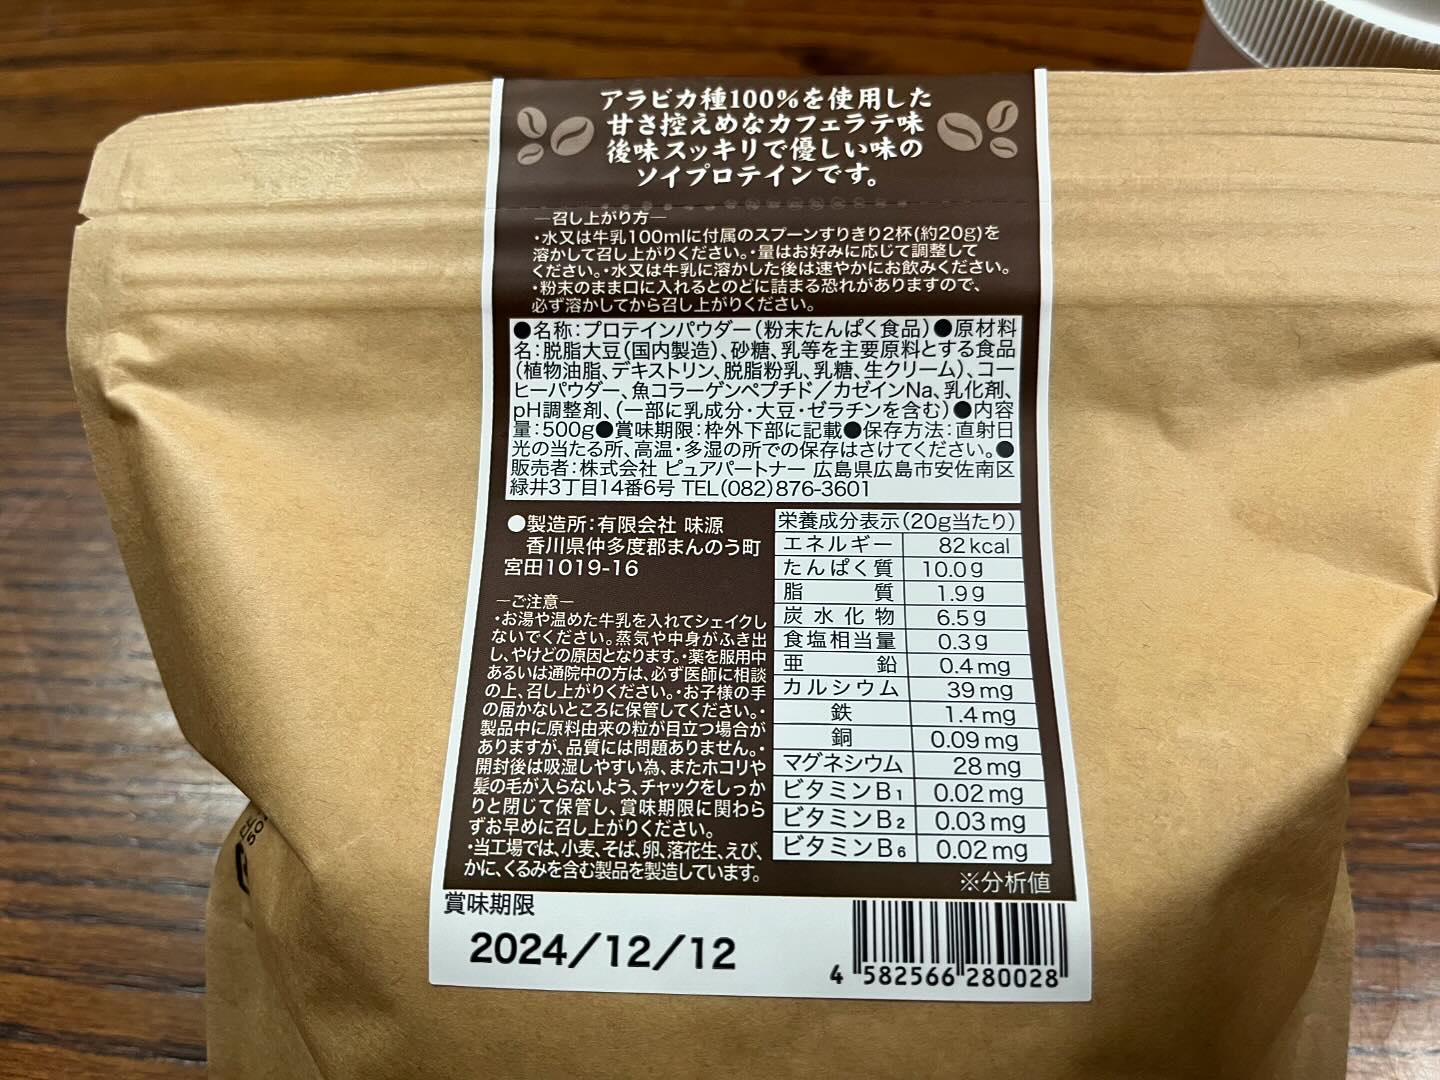 アラビカ種100%を使用した
甘さ控えめなカフェラテ味
後味スッキリで優しい味の
ソイプロテインです。
―召し上がり方―
・水又は牛乳100mlに付属のスプーンすりきり2杯(約20g)を
溶かして召し上がりください。・量はお好みに応じて調整して
ください。・水又は牛乳に溶かした後は速やかにお飲みください。
・粉末のまま口に入れるとのどに詰まる恐れがありますので、
必ず溶かしてから召し上がりください。
●名称:プロテインパウダー(粉末たんぱく食品)●原材料
名:脱脂大豆(国内製造)、砂糖、乳等を主要原料とする食品
(植物油脂、デキストリン、脱脂粉乳、乳糖、生クリーム)、コー
ヒーパウダー、魚コラーゲンペプチド/カゼインNa、乳化剤、
pH調整剤、(一部に乳成分・大豆・ゼラチンを含む)●内容
量:500g●賞味期限:枠外下部に記載●保存方法:直射日
光の当たる所、高温・多湿の所での保存はさけてください。●
販売者:株式会社 ピュアパートナー 広島県広島市安佐南区
緑井3丁目14番6号 TEL(082)876-3601
●製造所:有限会社 味源
香川県仲多度郡まんのう町
宮田1019-16
―ご注意―
・お湯や温めた牛乳を入れてシェイクし
ないでください。蒸気や中身がふき出
し、やけどの原因となります。・薬を服用中
あるいは通院中の方は、必ず医師に相談
の上、召し上がりください。・お子様の手
の届かないところに保管してください。・
製品中に原料由来の粒が目立つ場合が
ありますが、品質には問題ありません。・
開封後は吸湿しやすい為、またホコリや
髪の毛が入らないよう、チャックをしっか
りと閉じて保管し、賞味期限に関わら
ずお早めに召し上がりください。
・当工場では、小麦、そば、卵、落花生、えび、
かに、くるみを含む製品を製造しています。
栄養成分表示(20g当たり)
エネルギー 82kcal
たんぱく質 10.0g
脂質 1.9g
炭水化物 6.5g
食塩相当量 0.3g
亜鉛 0.4mg
カルシウム 39mg
鉄 1.4mg
銅 0.09mg
マグネシウム 28mg
ビタミンB1 0.02mg
ビタミンB2 0.03mg
ビタミンB6 0.02mg
※分析値
賞味期限
2024/12/12
4 582566 280028